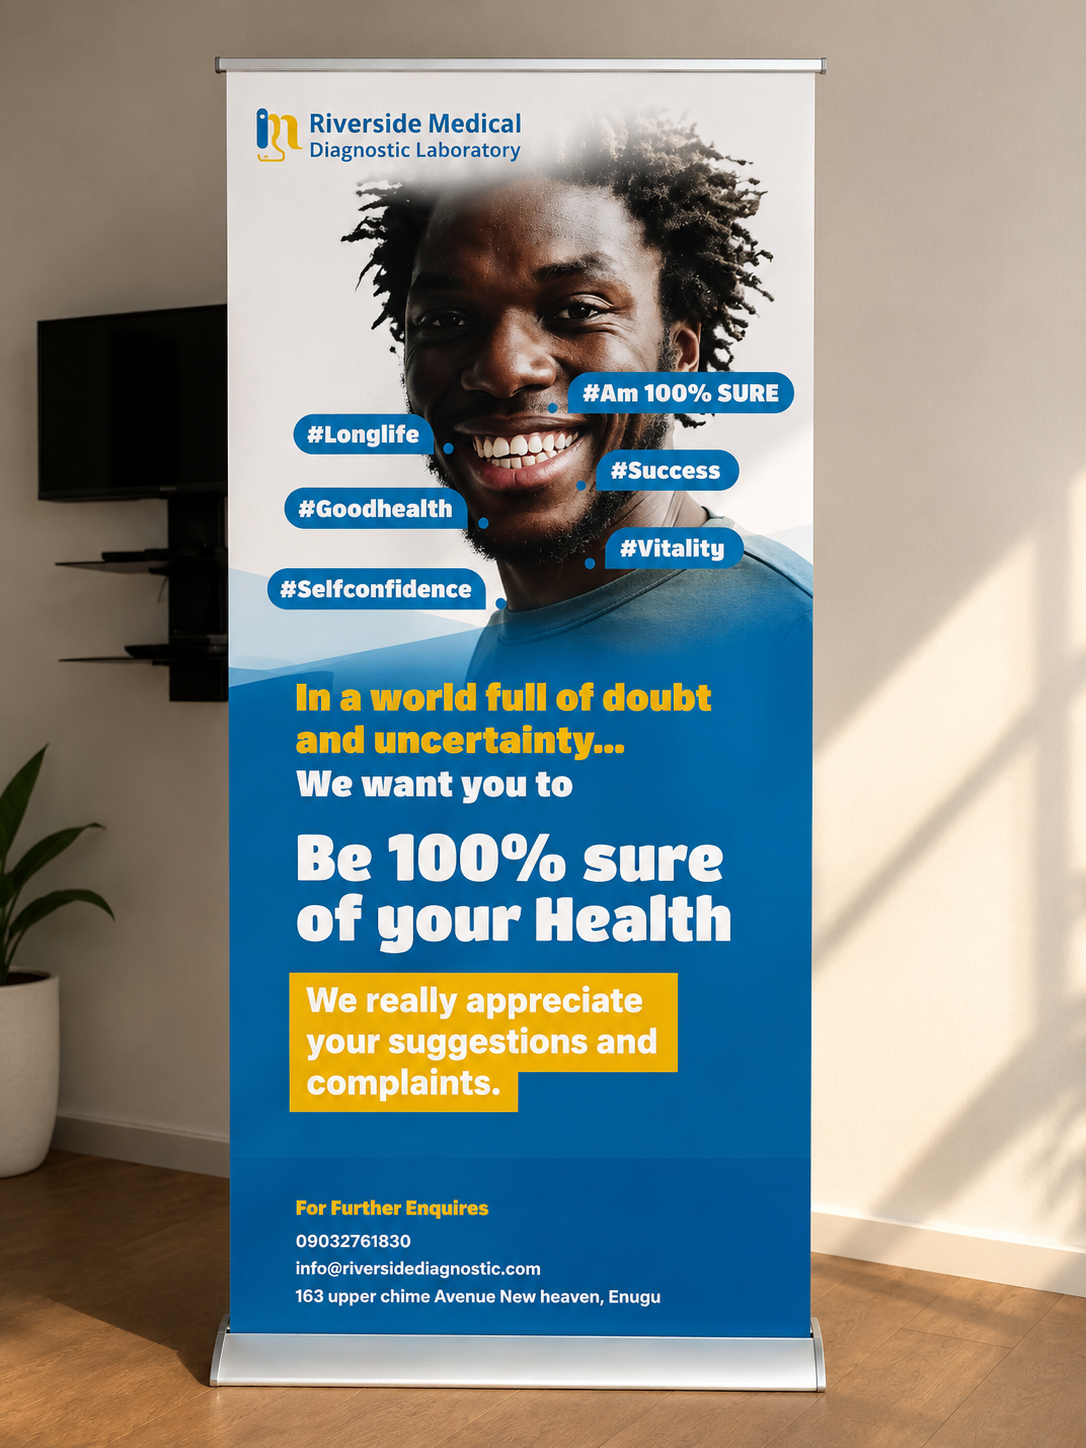 Riverside Medical
Diagnostic Laboratory
#Am 100% SURE
#Longlife
#Success
#Goodhealth
#Vitality
#Selfconfidence
In a world full of doubt
and uncertainty...
We want you to
Be 100% sure
of your Health
We really appreciate
your suggestions and
complaints.
For Further Enquires
09032761830
info@riversidediagnostic.com
163 upper chime Avenue New heaven, Enugu